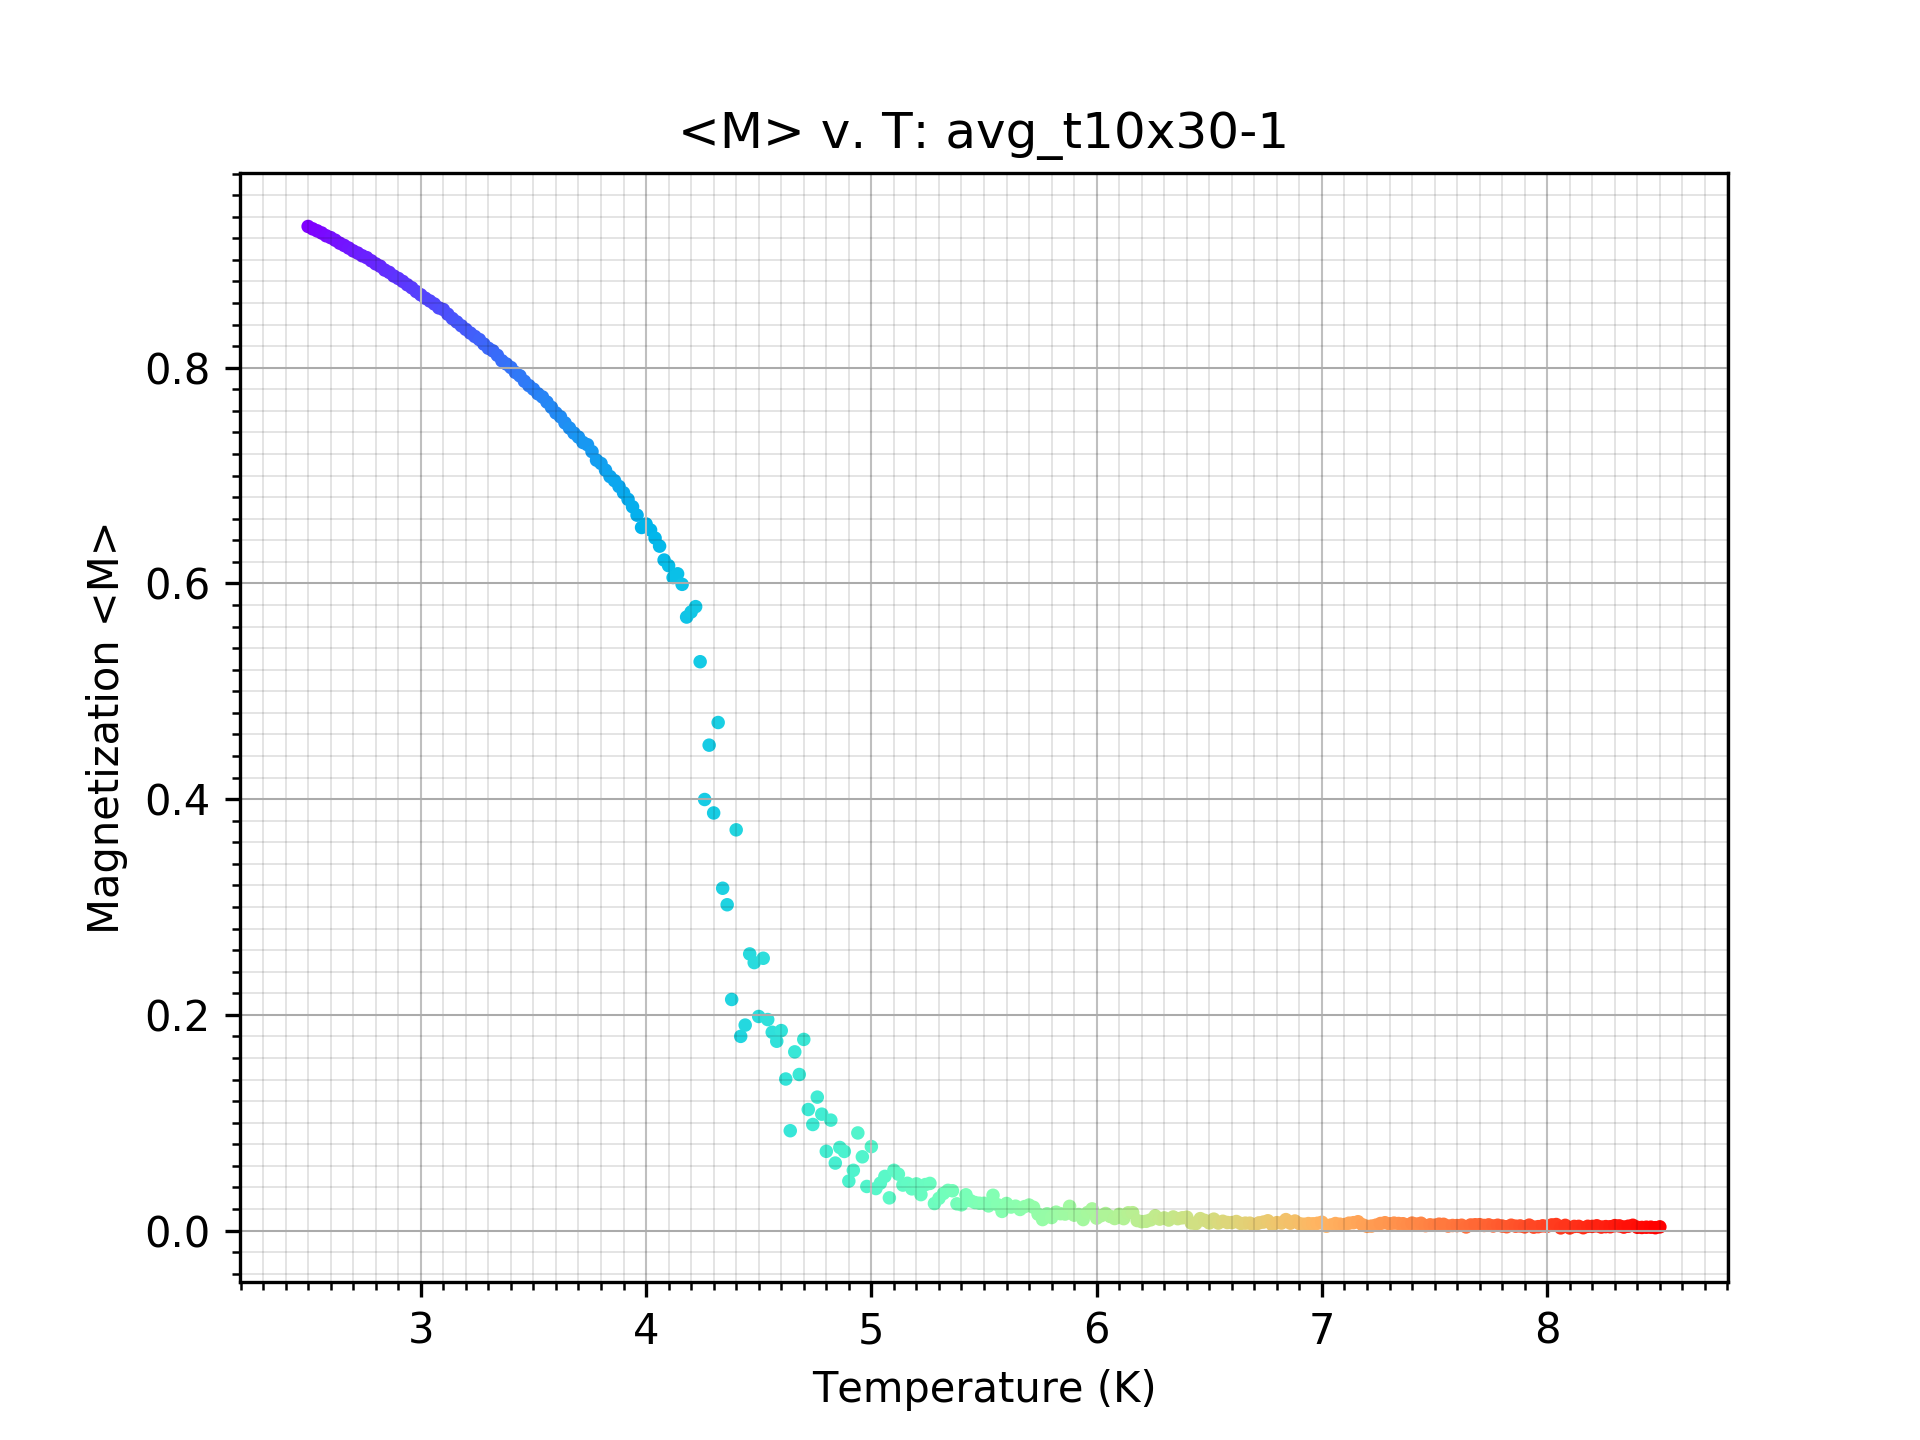 <M> v. T: avg_t10x30-1
Magnetization <M>
0.8
0.6
0.4
0.2
0.0
3 4 5 6 7 8
Temperature (K)